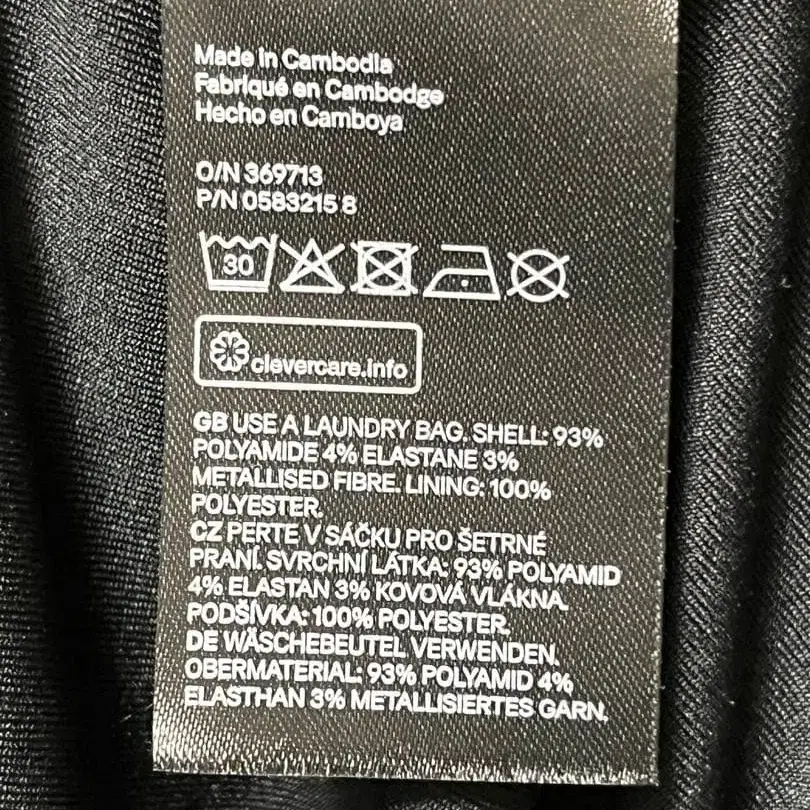 Made in Cambodia
Fabriqué en Cambodge
Hecho en Camboya
O/N 369713
P/N 0583215 8
30
clevercare.info
GB USE A LAUNDRY BAG. SHELL: 93%
POLYAMIDE 4% ELASTANE 3%
METALLISED FIBRE. LINING: 100%
POLYESTER.
CZ PERTE V SÁČKU PRO ŠETRNÉ
PRANÍ. SVRCHNÍ LÁTKA: 93% POLYAMID
4% ELASTAN 3% KOVOVÁ VLÁKNA.
PODŠÍVKA: 100% POLYESTER.
DE WÄSCHEBEUTEL VERWENDEN.
OBERMATERIAL: 93% POLYAMID 4%
ELASTHAN 3% METALLISIERTES GARN.